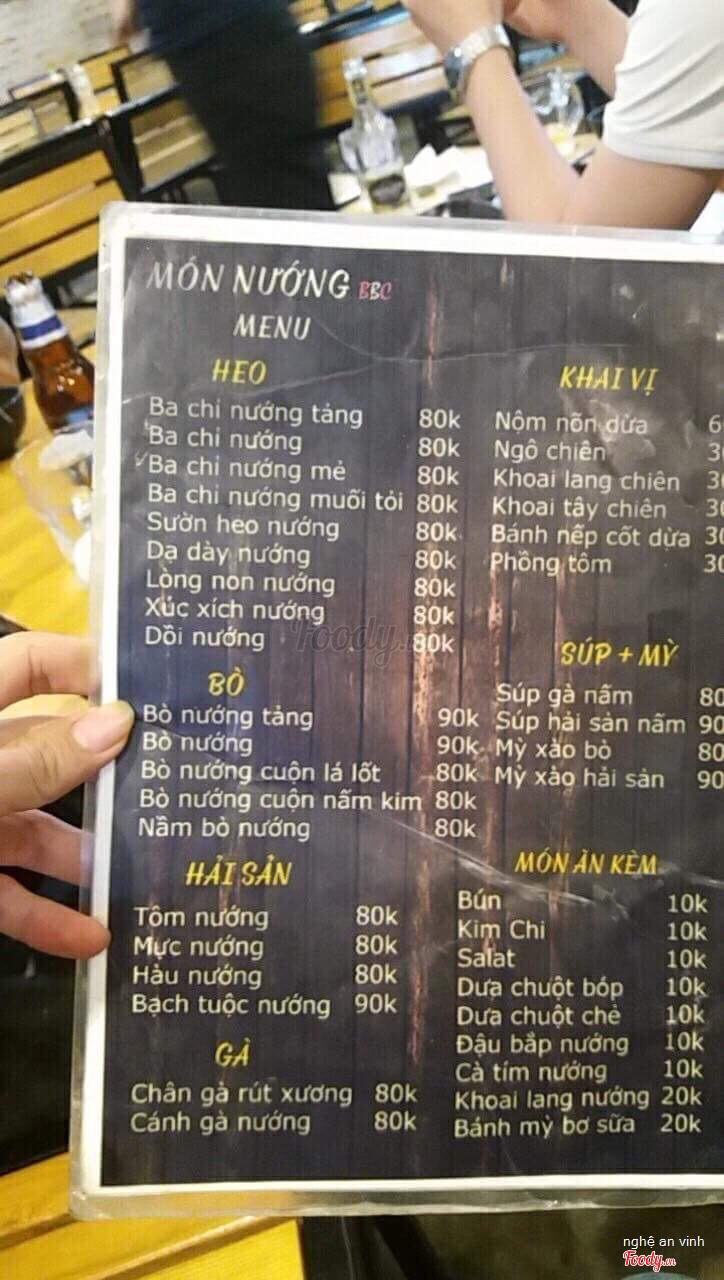 MÓN NƯỚNG BBC
MENU
HEO
Ba chỉ nướng tảng 80k
Ba chỉ nướng 80k
Ba chỉ nướng mẻ 80k
Ba chỉ nướng muối tỏi 80k
Sườn heo nướng 80k
Dạ dày nướng 80k
Lòng non nướng 80k
Xúc xích nướng 80k
Dồi nướng 80k
BÒ
Bò nướng tảng 90k
Bò nướng 90k
Bò nướng cuộn lá lốt 80k
Bò nướng cuộn nấm kim 80k
Nầm bò nướng 80k
HẢI SẢN
Tôm nướng 80k
Mực nướng 80k
Hàu nướng 80k
Bạch tuộc nướng 90k
GÀ
Chân gà rút xương 80k
Cánh gà nướng 80k
KHAI VỊ
Nộm nõn dừa
Ngô chiên
Khoai lang chiên
Khoai tây chiên
Bánh nếp cốt dừa 30
Phồng tôm 30
SÚP + MỲ
Súp gà nấm 80
Súp hải sản nấm 90
Mỳ xào bò 80
Mỳ xào hải sản 90
MÓN ĂN KÈM
Bún 10k
Kim Chi 10k
Salat 10k
Dưa chuột bóp 10k
Dưa chuột chẻ 10k
Đậu bắp nướng 10k
Cà tím nướng 10k
Khoai lang nướng 20k
Bánh mỳ bơ sữa 20k
Foody.vn
nghệ an vinh
Foody.vn